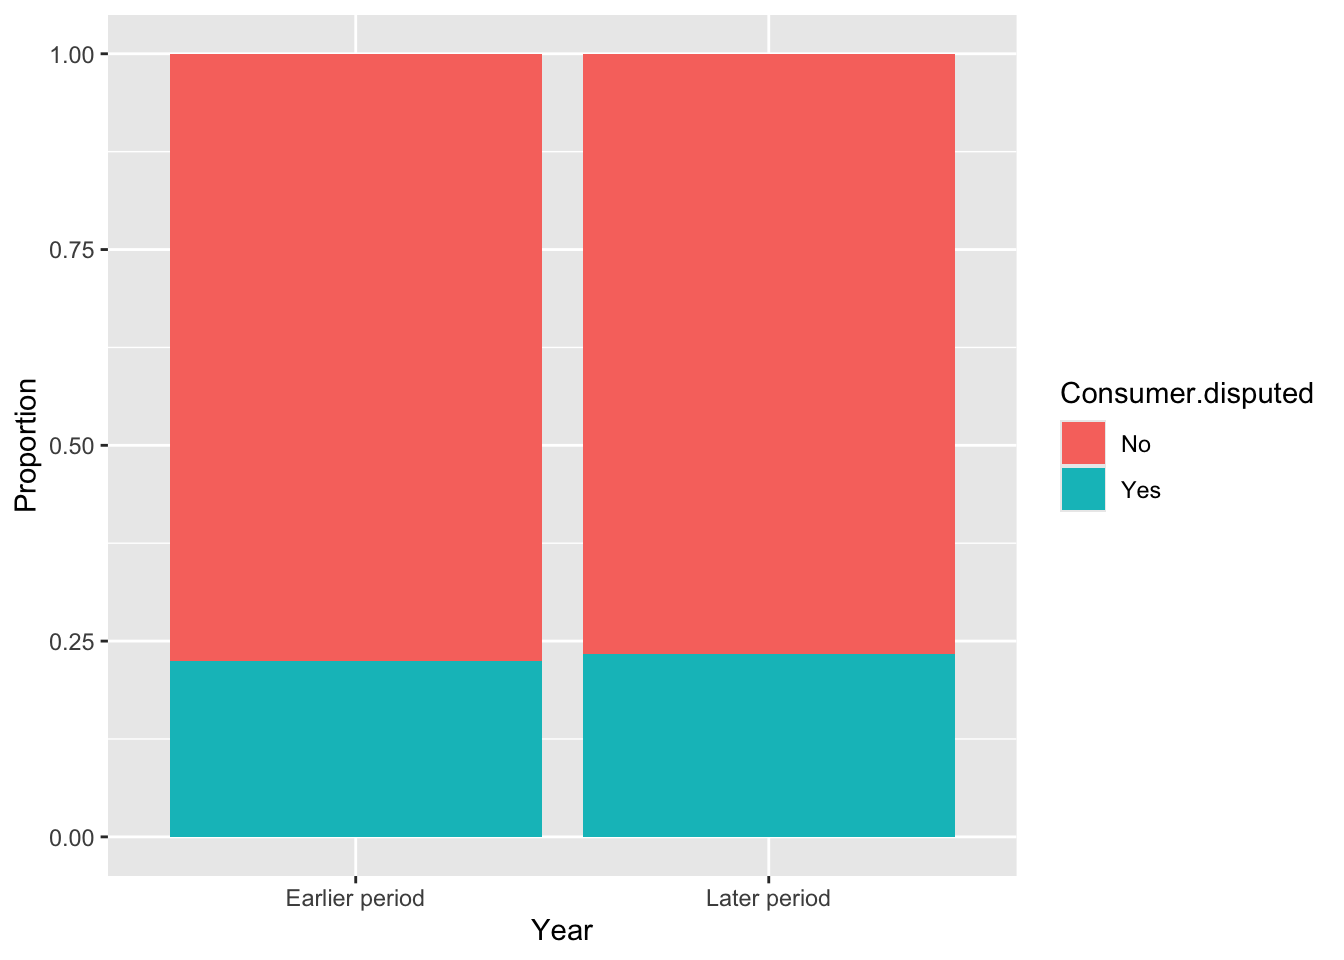 1.00
0.75
0.50
0.25
0.00
Proportion
Earlier period
Later period
Year
Consumer.disputed
No
Yes